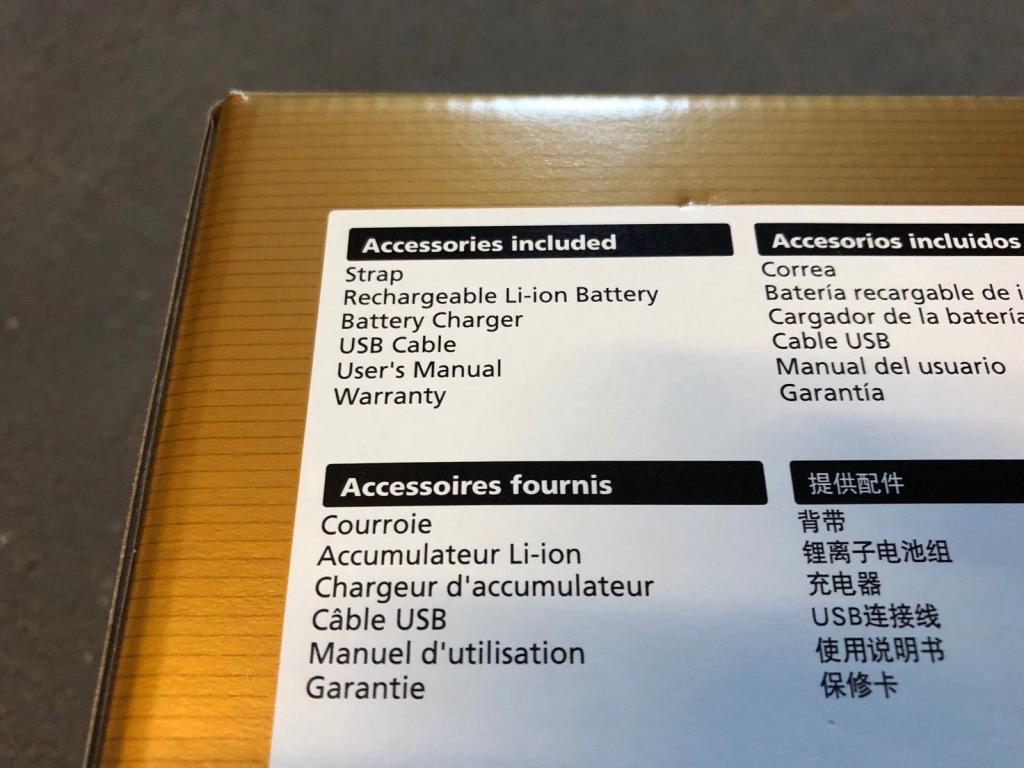 Accessories included
Strap
Rechargeable Li-ion Battery
Battery Charger
USB Cable
User's Manual
Warranty
Accesorios incluidos
Correa
Batería recargable de
Cargador de la batería
Cable USB
Manual del usuario
Garantía
Accessoires fournis
Courroie
Accumulateur Li-ion
Chargeur d'accumulateur
Câble USB
Manuel d'utilisation
Garantie
提供配件
背带
锂离子电池组
充电器
USB连接线
使用说明书
保修卡